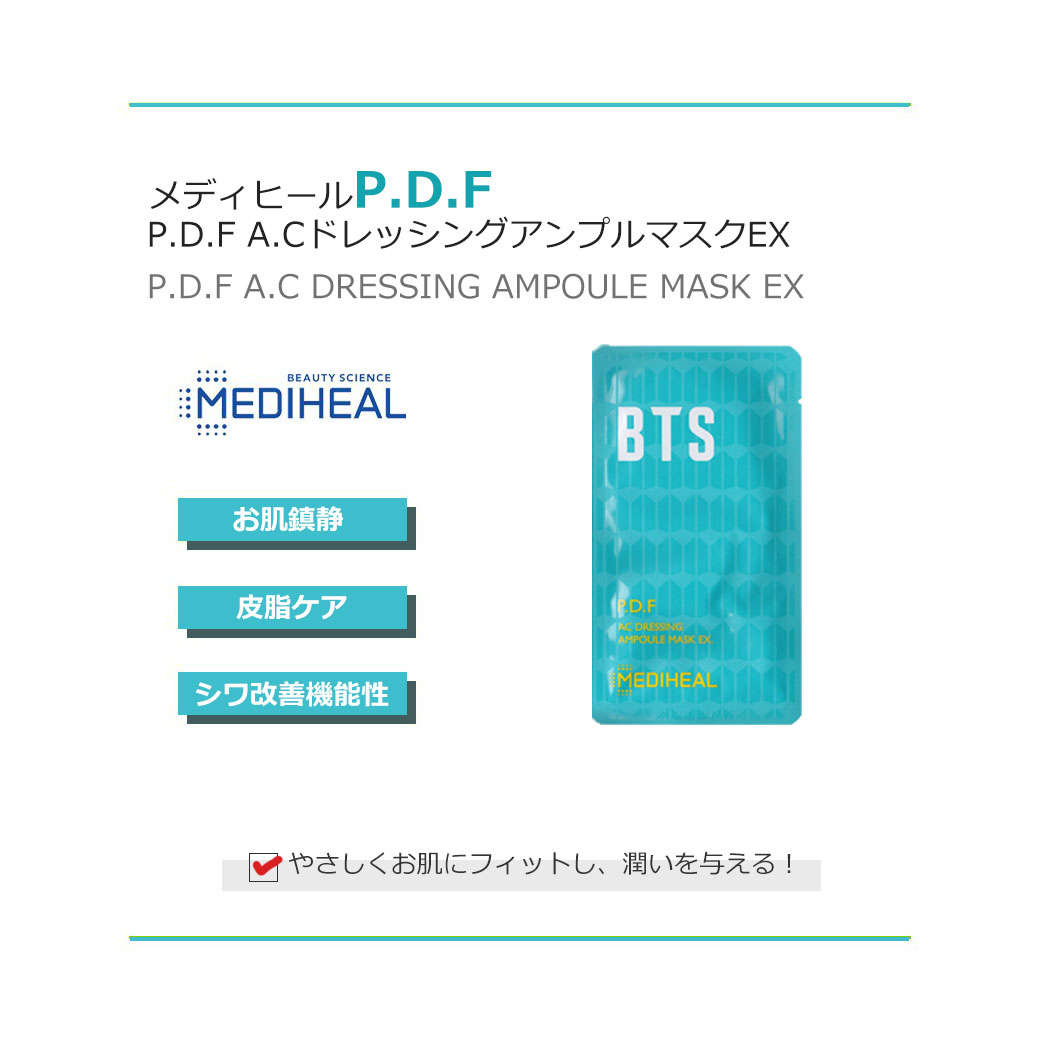 メディヒールP.D.F
P.D.F A.CドレッシングアンプルマスクEX
P.D.F A.C DRESSING AMPOULE MASK EX
BEAUTY SCIENCE
MEDIHEAL
お肌鎮静
皮脂ケア
シワ改善機能性
BTS
P.D.F
AC DRESSING
AMPOULE MASK EX.
MEDIHEAL
やさしくお肌にフィットし、潤いを与える！